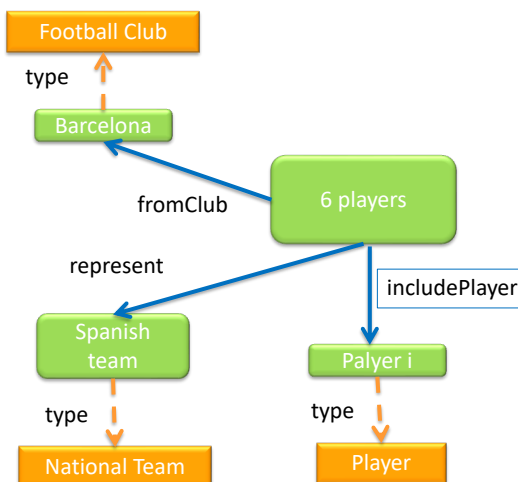 Football Club
type
Barcelona
6 players
fromClub
represent
includePlayer
Spanish
team
Palyer i
type
type
National Team
Player